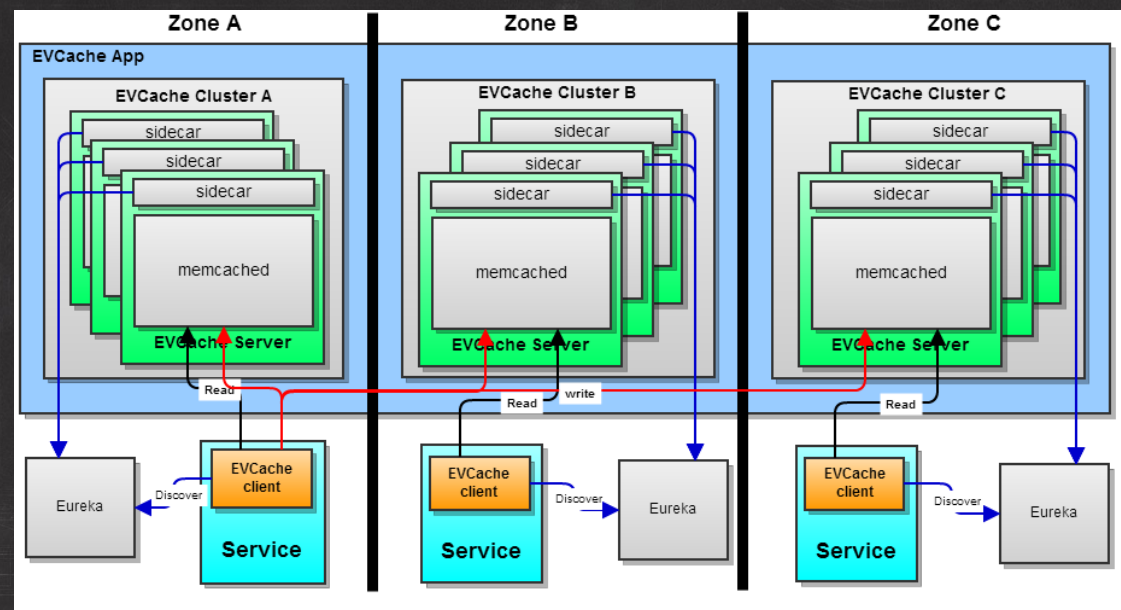 Zone A
Zone B
Zone C
EVCache App
EVCache Cluster A
EVCache Cluster B
EVCache Cluster C
sidecar
sidecar
sidecar
sidecar
sidecar
sidecar
sidecar
sidecar
sidecar
memcached
memcached
memcached
EVCache Server
EVCache Server
EVCache Server
Read
Read
write
Read
EVCache
client
EVCache
client
EVCache
client
Discover
Discover
Discover
Eureka
Eureka
Eureka
Service
Service
Service